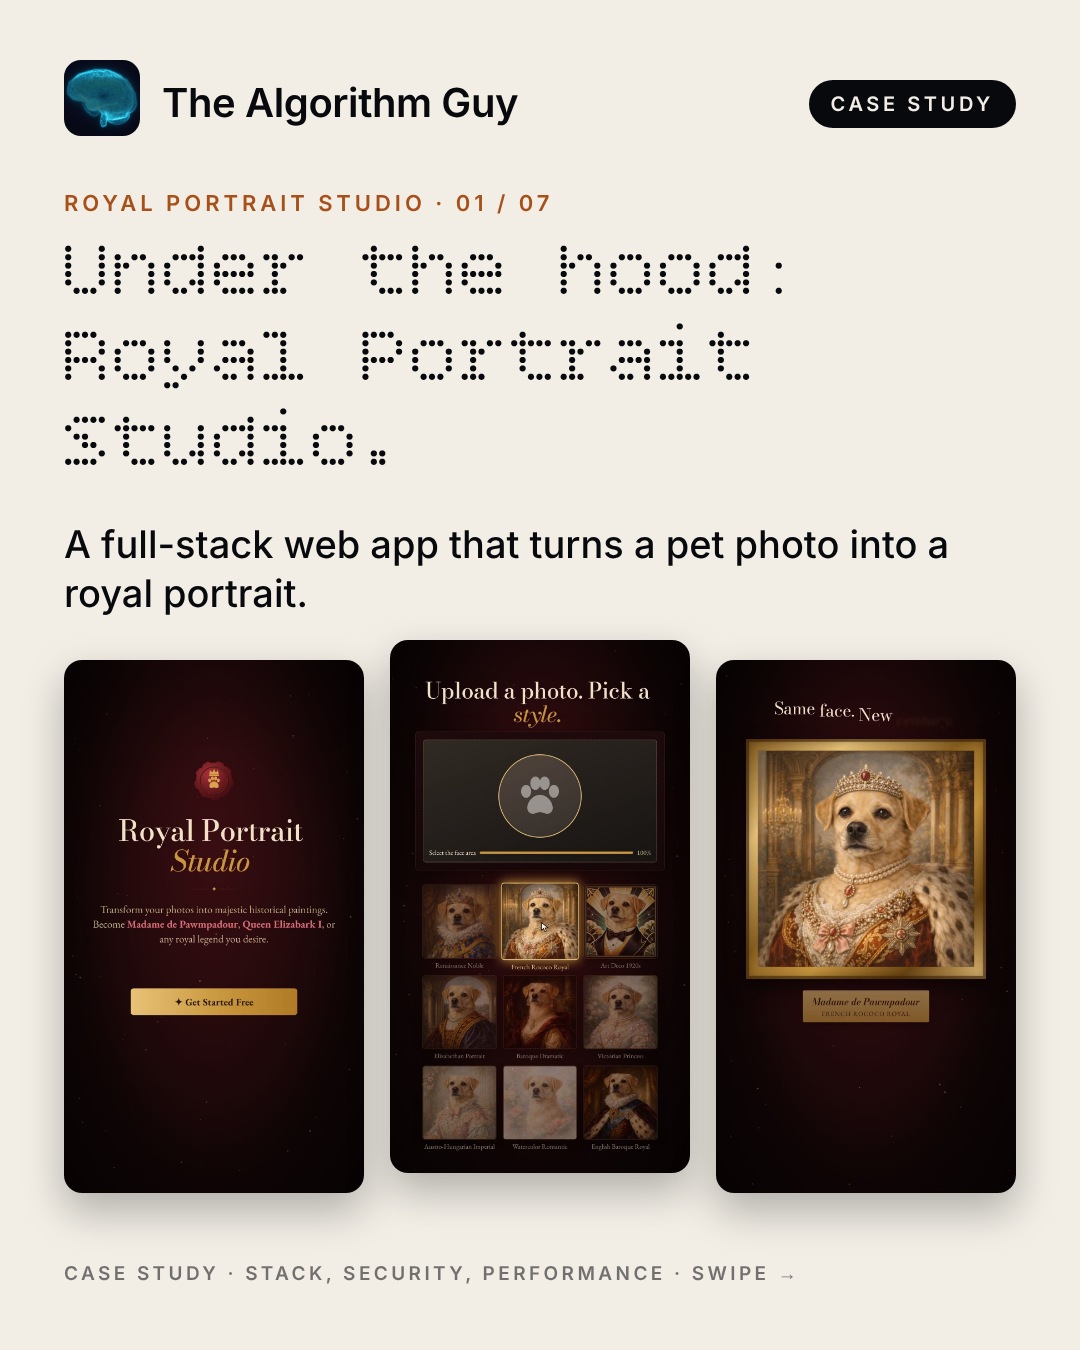 The Algorithm Guy
CASE STUDY
ROYAL PORTRAIT STUDIO · 01 / 07
Under the hood:
Royal Portrait
Studio.
A full-stack web app that turns a pet photo into a
royal portrait.
Royal Portrait
Studio
Transform your photos into majestic historical paintings.
Become Madame de Pawmpadour, Queen Elizabark I, or
any royal legend you desire.
✦ Get Started Free
Upload a photo. Pick a
style.
Select the face area 100%
Renaissance Noble French Rococo Royal Art Deco 1920s
Elizabethan Portrait Baroque Dramatic Victorian Princess
Austro-Hungarian Imperial Watercolor Romantic English Baroque Royal
Same face. New
Madame de Pawmpadour
FRENCH ROCOCO ROYAL
CASE STUDY · STACK, SECURITY, PERFORMANCE · SWIPE →